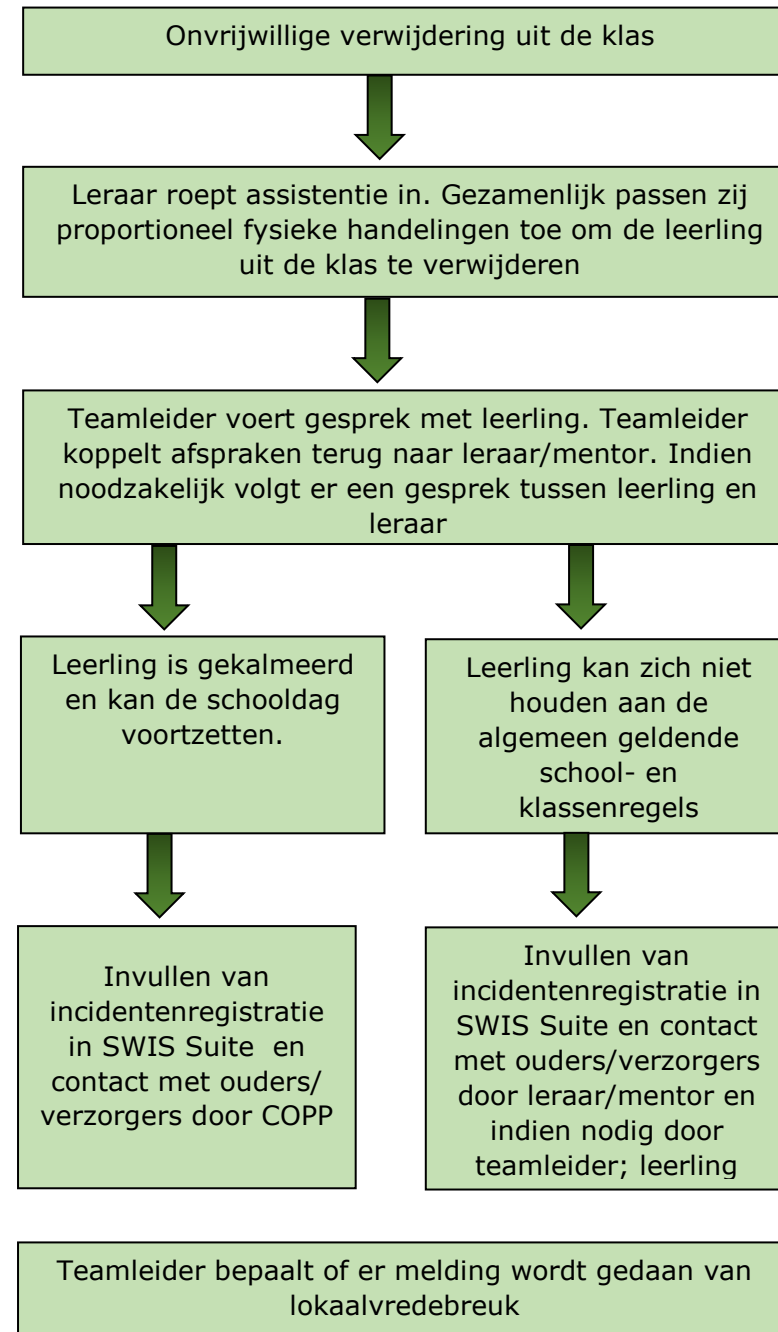 Onvrijwillige verwijdering uit de klas
Leraar roept assistentie in. Gezamenlijk passen zij
proportioneel fysieke handelingen toe om de leerling
uit de klas te verwijderen
Teamleider voert gesprek met leerling. Teamleider
koppelt afspraken terug naar leraar/mentor. Indien
noodzakelijk volgt er een gesprek tussen leerling en
leraar
Leerling is gekalmeerd
en kan de schooldag
voortzetten.
Leerling kan zich niet
houden aan de
algemeen geldende
school- en
klassenregels
Invullen van
incidentenregistratie
in SWIS Suite en
contact met ouders/
verzorgers door COPP
Invullen van
incidentenregistratie in
SWIS Suite en contact
met ouders/verzorgers
door leraar/mentor en
indien nodig door
teamleider; leerling
Teamleider bepaalt of er melding wordt gedaan van
lokaalvredebreuk